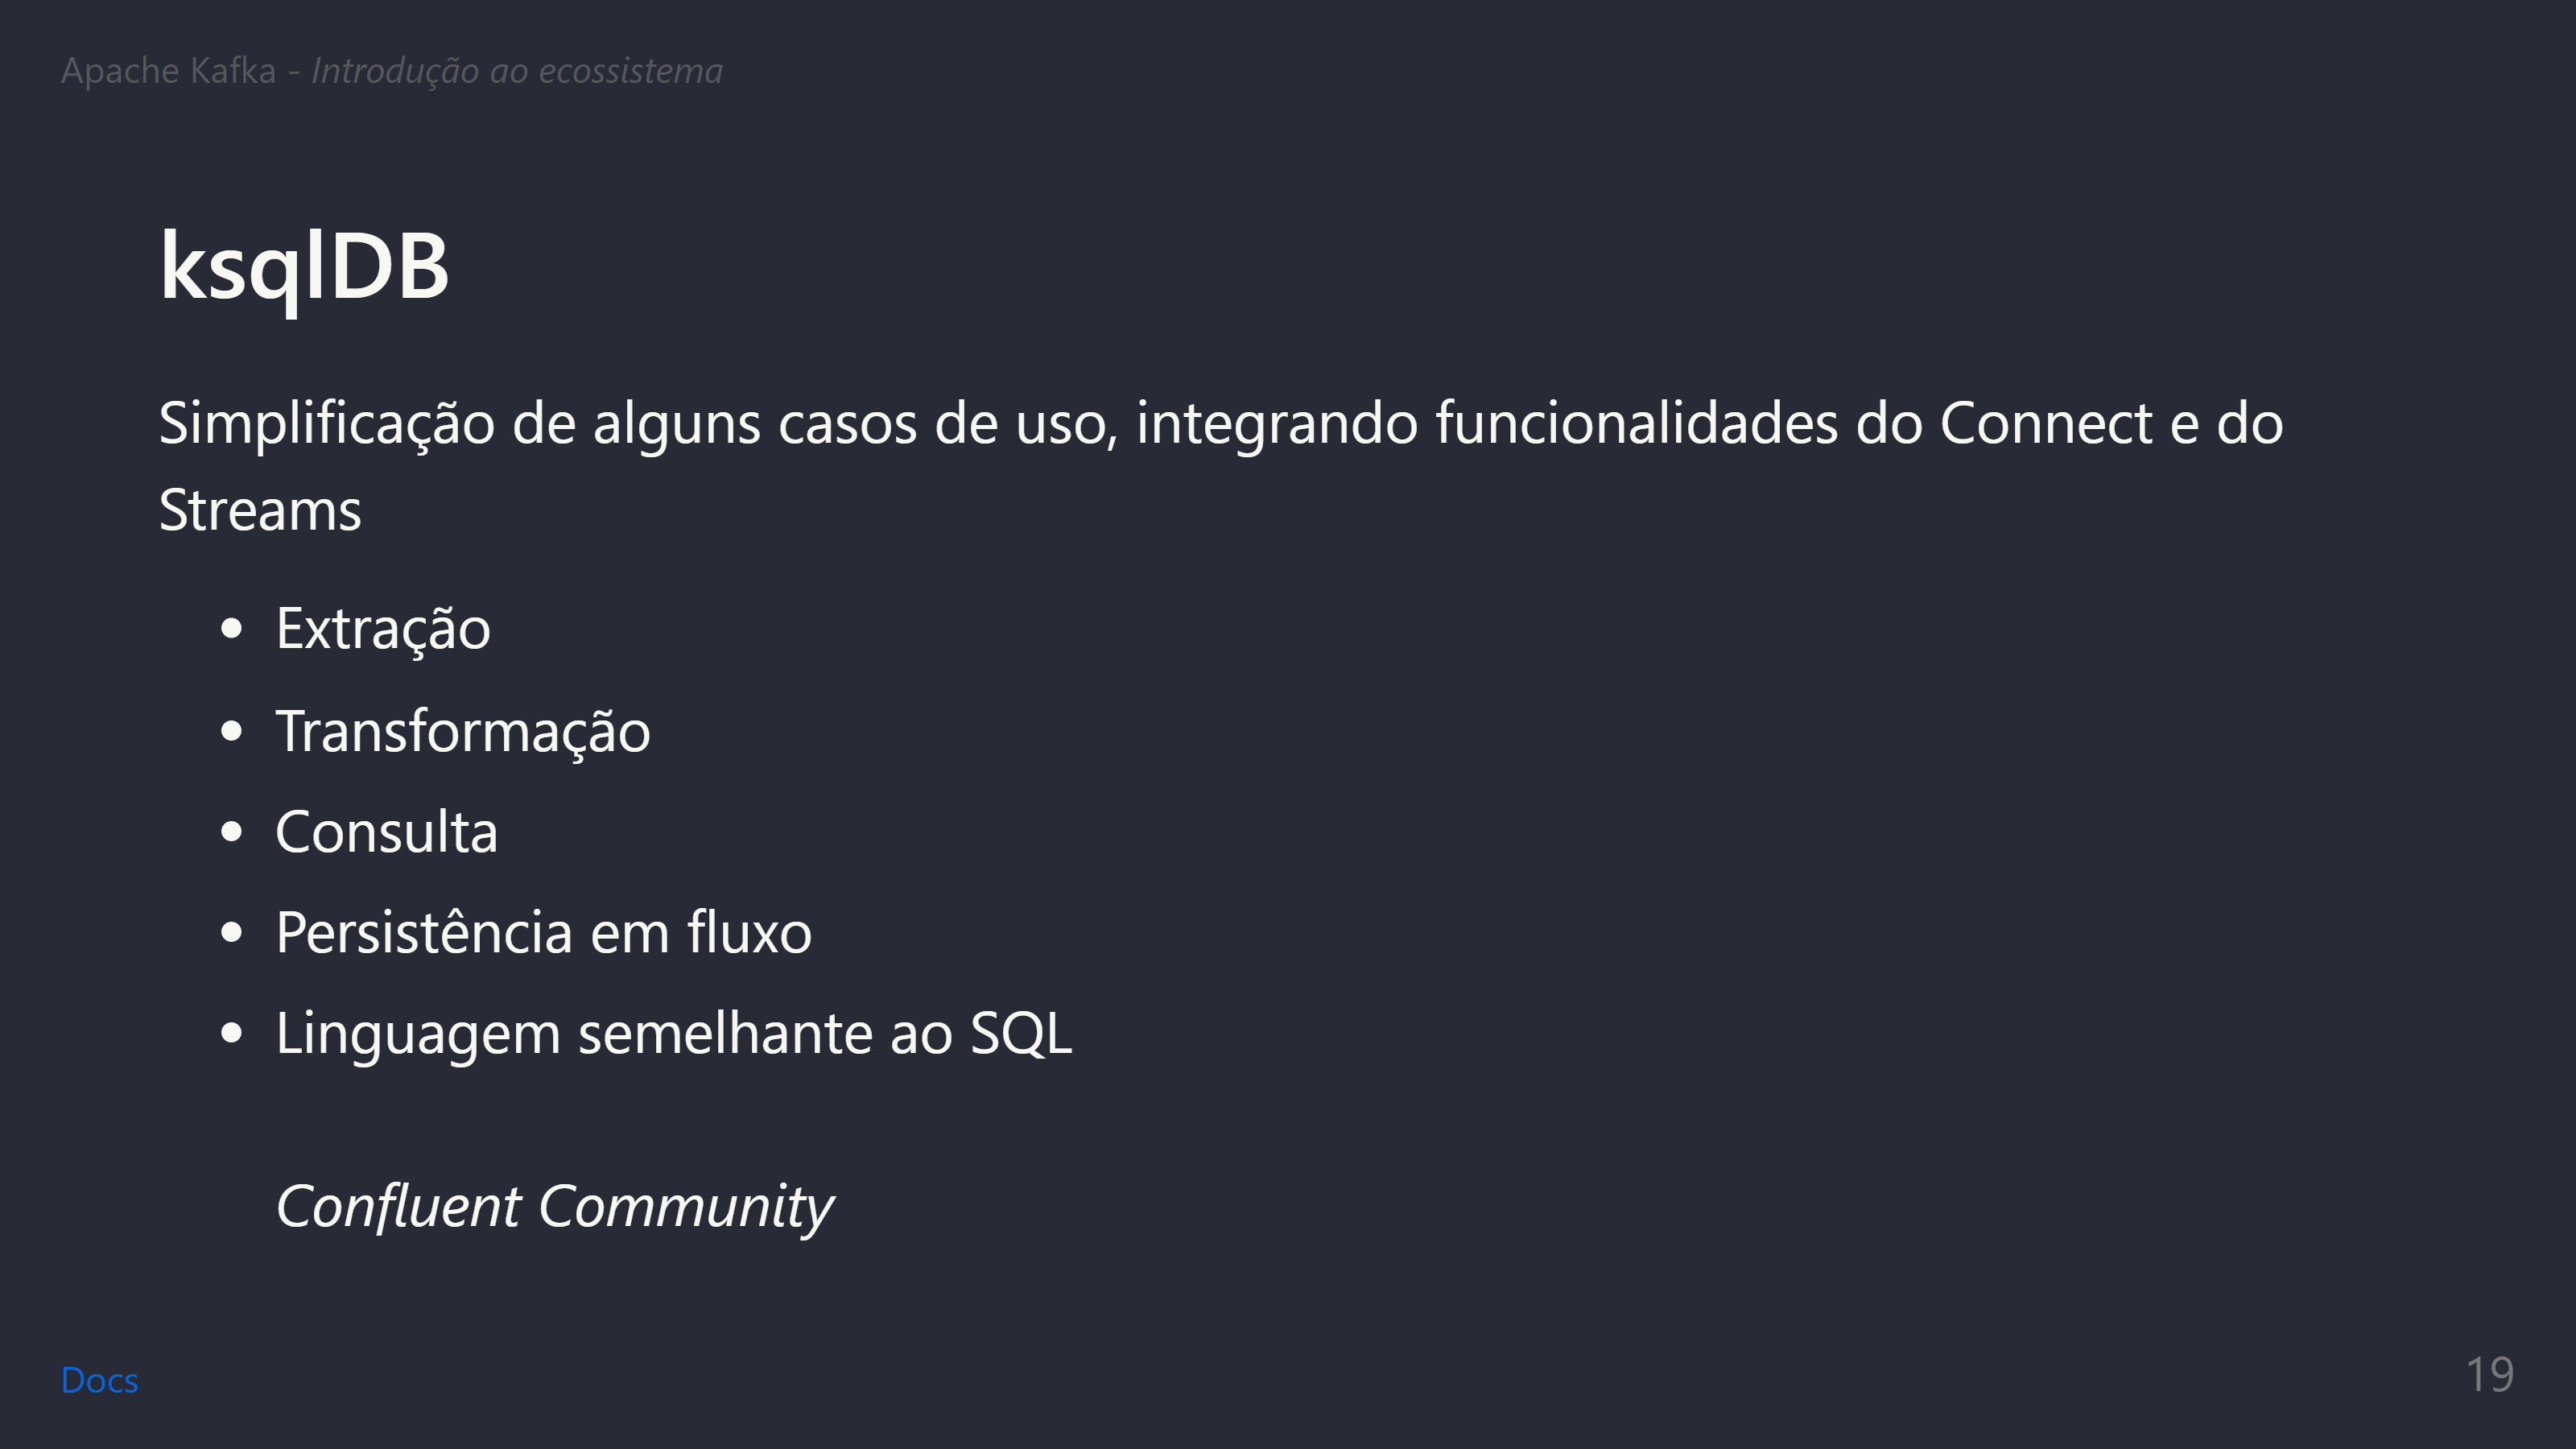 Apache Kafka - Introdução ao ecossistema
ksqlDB
Simplificação de alguns casos de uso, integrando funcionalidades do Connect e do
Streams
• Extração
• Transformação
• Consulta
• Persistência em fluxo
• Linguagem semelhante ao SQL
Confluent Community
Docs
19